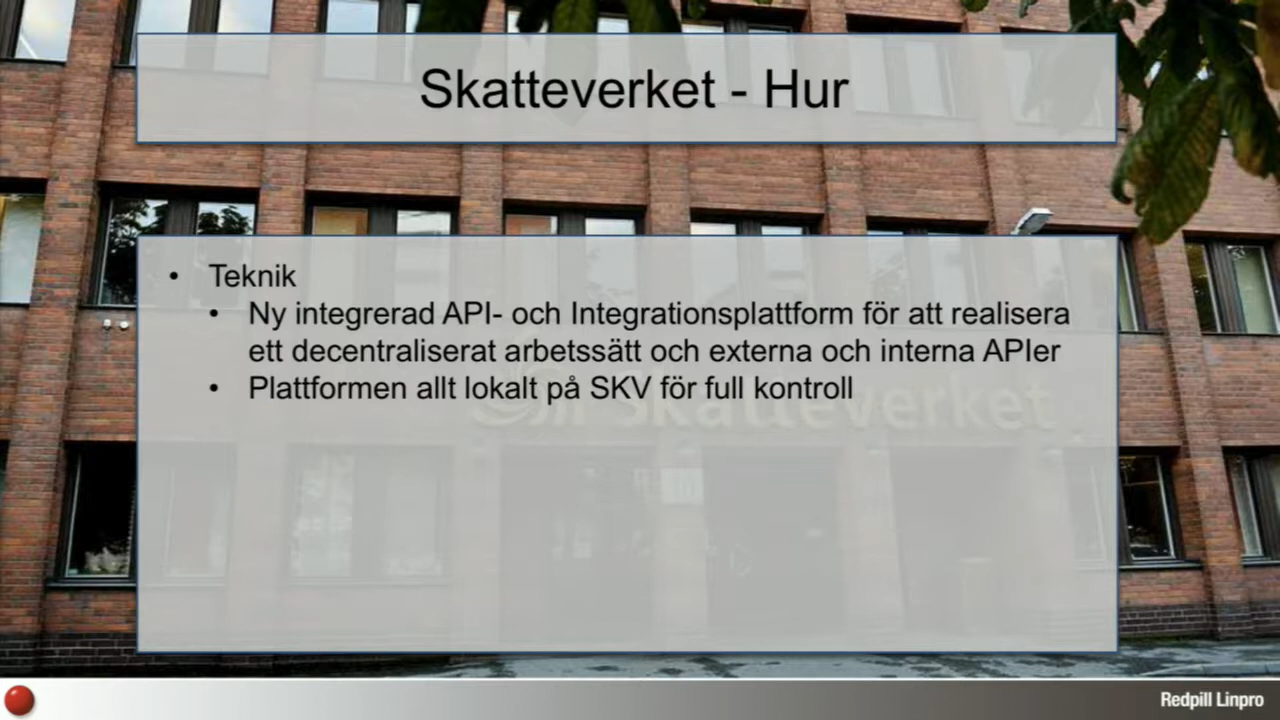 Skatteverket - Hur
• Teknik
• Ny integrerad API- och Integrationsplattform för att realisera
ett decentraliserat arbetssätt och externa och interna APIer
• Plattformen allt lokalt på SKV för full kontroll
Skatteverket
Redpill Linpro